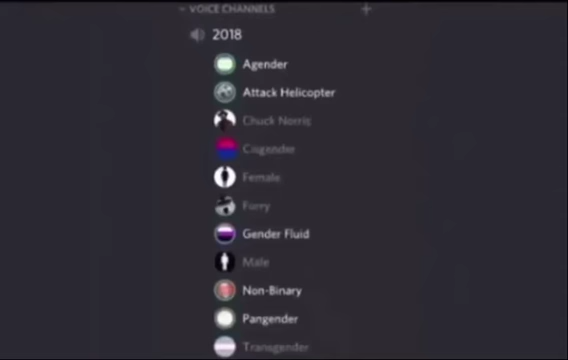 VOICE CHANNELS
2018
Agender
Attack Helicopter
Chuck Norris
Cisgender
Female
Furry
Gender Fluid
Male
Non-Binary
Pangender
Transgender